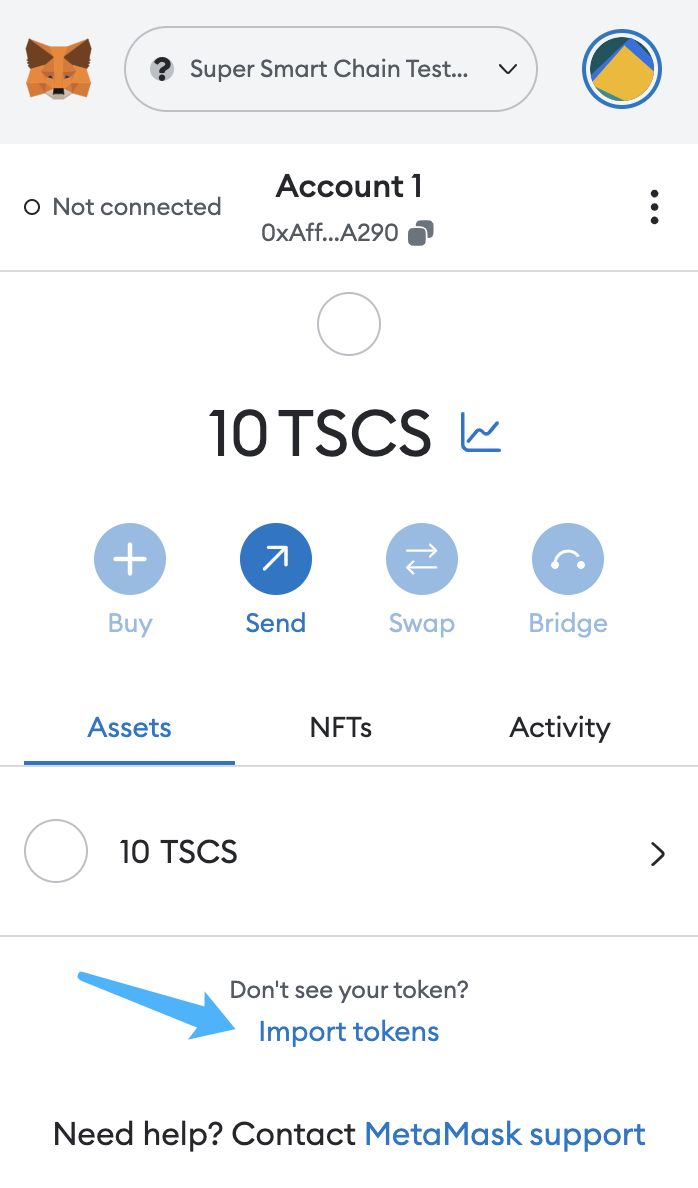 Super Smart Chain Test...
Not connected
Account 1
0xAff...A290
10 TSCS
Buy
Send
Swap
Bridge
Assets
NFTs
Activity
10 TSCS
Don't see your token?
Import tokens
Need help? Contact MetaMask support